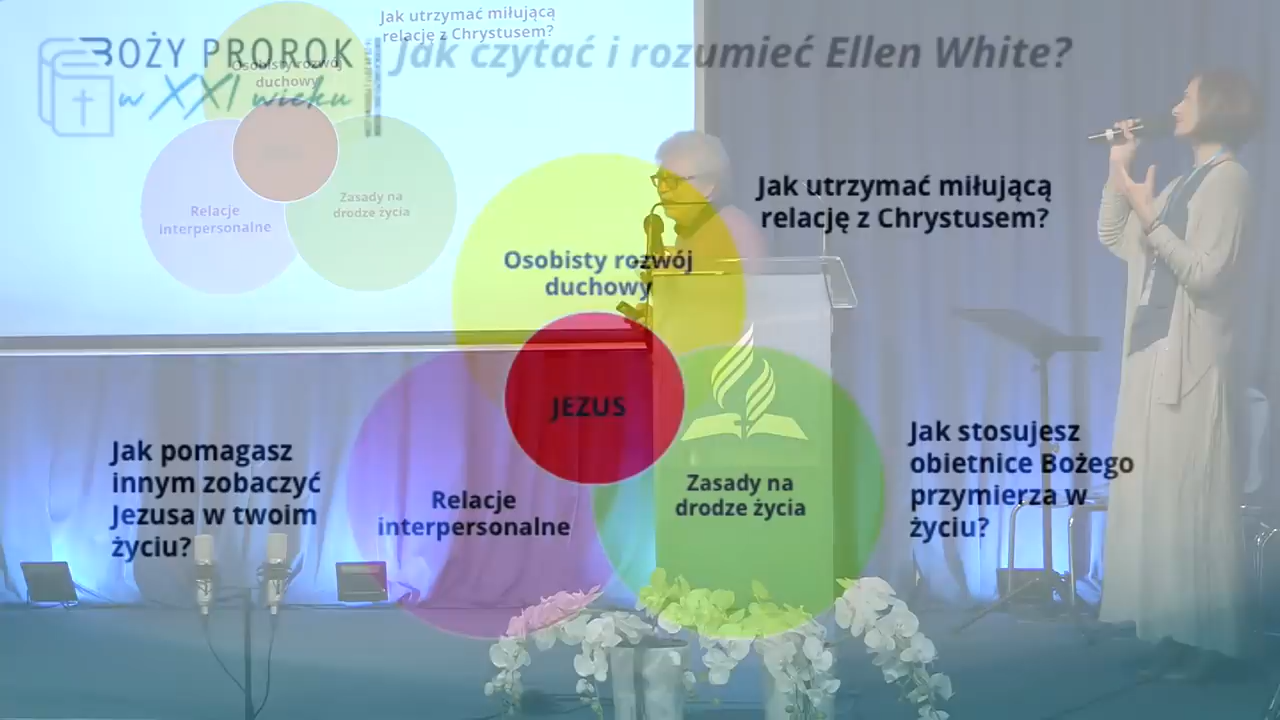 Jak utrzymać miłującą
relację z Chrystusem?
BOŻY PROROK
w XXI wieku
Jak czytać i rozumieć Ellen White?
Osobisty rozwój
duchowy
Relacje
interpersonalne
Zasady na
drodze życia
Jak utrzymać miłującą
relację z Chrystusem?
Osobisty rozwój
duchowy
JEZUS
Jak pomagasz
innym zobaczyć
Jezusa w twoim
życiu?
Relacje
interpersonalne
Zasady na
drodze życia
Jak stosujesz
obietnice Bożego
przymierza w
życiu?